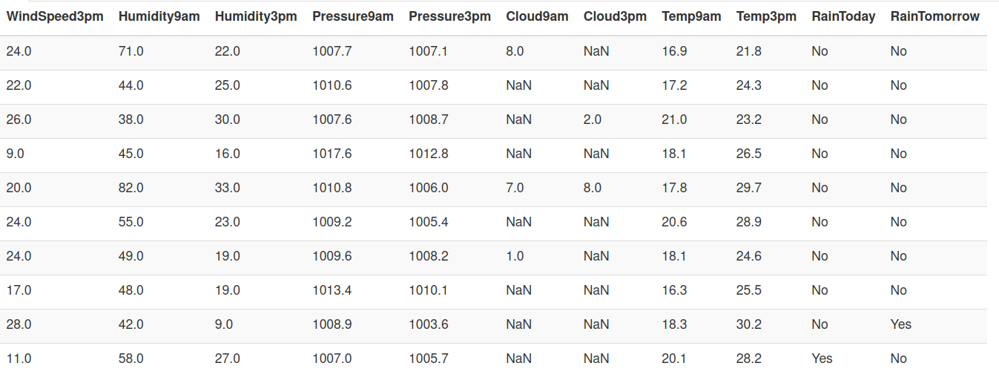 WindSpeed3pm Humidity9am Humidity3pm Pressure9am Pressure3pm Cloud9am Cloud3pm Temp9am Temp3pm RainToday RainTomorrow
24.0 71.0 22.0 1007.7 1007.1 8.0 NaN 16.9 21.8 No No
22.0 44.0 25.0 1010.6 1007.8 NaN NaN 17.2 24.3 No No
26.0 38.0 30.0 1007.6 1008.7 NaN 2.0 21.0 23.2 No No
9.0 45.0 16.0 1017.6 1012.8 NaN NaN 18.1 26.5 No No
20.0 82.0 33.0 1010.8 1006.0 7.0 8.0 17.8 29.7 No No
24.0 55.0 23.0 1009.2 1005.4 NaN NaN 20.6 28.9 No No
24.0 49.0 19.0 1009.6 1008.2 1.0 NaN 18.1 24.6 No No
17.0 48.0 19.0 1013.4 1010.1 NaN NaN 16.3 25.5 No No
28.0 42.0 9.0 1008.9 1003.6 NaN NaN 18.3 30.2 No Yes
11.0 58.0 27.0 1007.0 1005.7 NaN NaN 20.1 28.2 Yes No